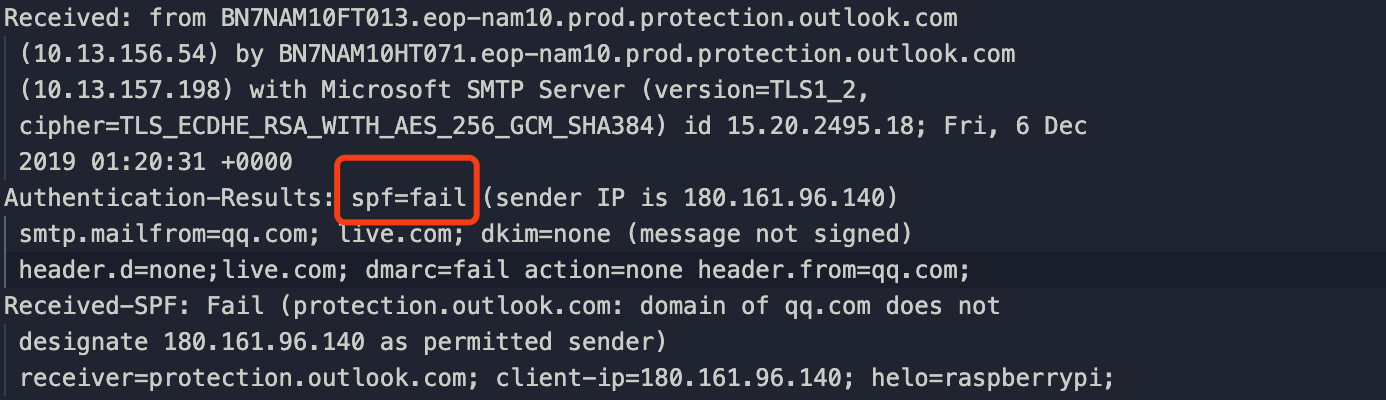 Received: from BN7NAM10FT013.eop-nam10.prod.protection.outlook.com
(10.13.156.54) by BN7NAM10HT071.eop-nam10.prod.protection.outlook.com
(10.13.157.198) with Microsoft SMTP Server (version=TLS1_2,
cipher=TLS_ECDHE_RSA_WITH_AES_256_GCM_SHA384) id 15.20.2495.18; Fri, 6 Dec
2019 01:20:31 +0000
Authentication-Results: spf=fail (sender IP is 180.161.96.140)
smtp.mailfrom=qq.com; live.com; dkim=none (message not signed)
header.d=none;live.com; dmarc=fail action=none header.from=qq.com;
Received-SPF: Fail (protection.outlook.com: domain of qq.com does not
designate 180.161.96.140 as permitted sender)
receiver=protection.outlook.com; client-ip=180.161.96.140; helo=raspberrypi;